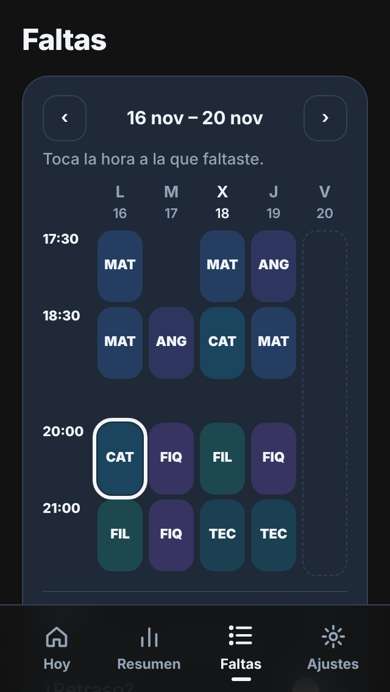 Faltas
‹ 16 nov – 20 nov ›
Toca la hora a la que faltaste.
L M X J V
16 17 18 19 20
17:30 MAT MAT ANG
18:30 MAT ANG CAT MAT
20:00 CAT FIQ FIL FIQ
21:00 FIL FIQ TEC TEC
Hoy Resumen Faltas Ajustes
¿Retraso?